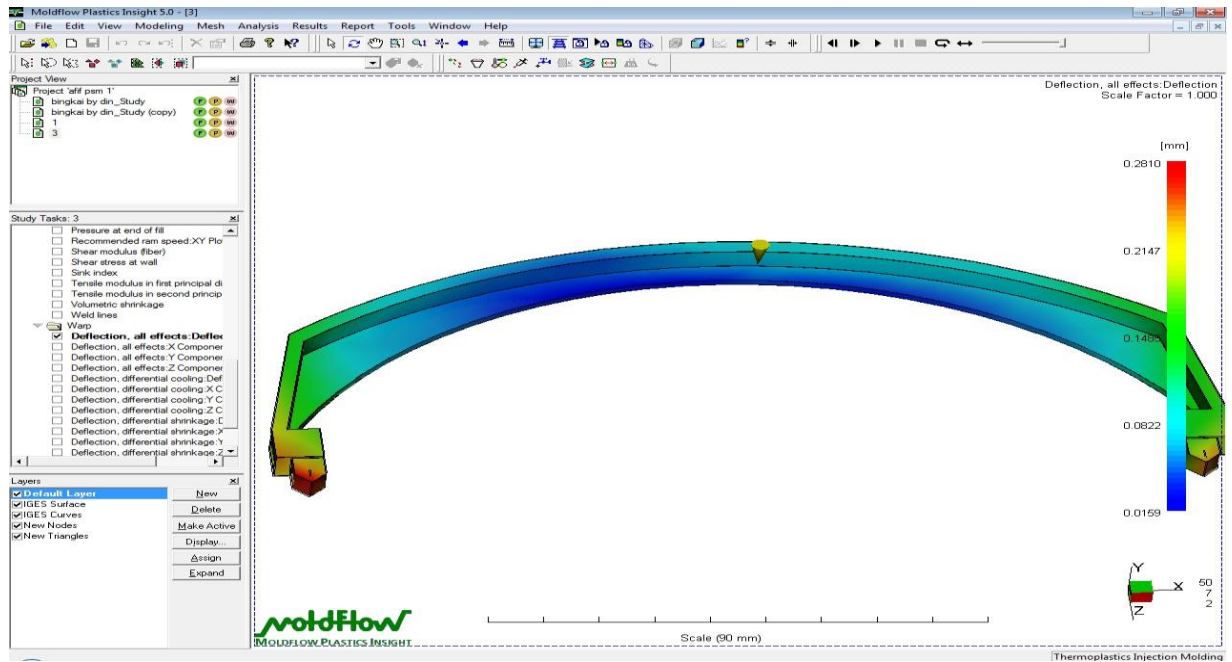 Moldflow Plastics Insight 5.0 - [3]
File Edit View Modeling Mesh Analysis Results Report Tools Window Help
Project View
Project 'afif psm 1'
bingkai by din_Study
bingkai by din_Study (copy)
1
3
Study Tasks: 3
Pressure at end of fill
Recommended ram speed:XY Plo
Shear modulus (fiber)
Shear stress at wall
Sink index
Tensile modulus in first principal di
Tensile modulus in second princip
Volumetric shrinkage
Weld lines
Warp
Deflection, all effects:Deflec
Deflection, all effects:X Componer
Deflection, all effects:Y Componer
Deflection, all effects:Z Componer
Deflection, differential cooling:Def
Deflection, differential cooling:X C
Deflection, differential cooling:Y C
Deflection, differential cooling:Z C
Deflection, differential shrinkage:D
Deflection, differential shrinkage:X
Deflection, differential shrinkage:Y
Deflection, differential shrinkage:Z
Layers
Default Layer
IGES Surface
IGES Curves
New Nodes
New Triangles
New
Delete
Make Active
Display...
Assign
Expand
Deflection, all effects:Deflection
Scale Factor = 1.000
[mm]
0.2810
0.2147
0.1485
0.0822
0.0159
Y
X
Z
50
7
2
moldflow
MOLDFLOW PLASTICS INSIGHT
Scale (90 mm)
Thermoplastics Injection Molding